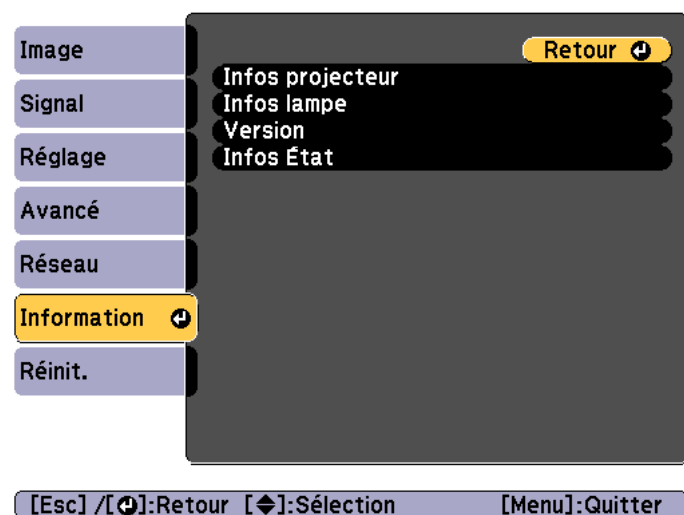 Image
Signal
Réglage
Avancé
Réseau
Information
Réinit.
Retour
Infos projecteur
Infos lampe
Version
Infos État
[Esc] /[⏎]:Retour [◆]:Sélection [Menu]:Quitter